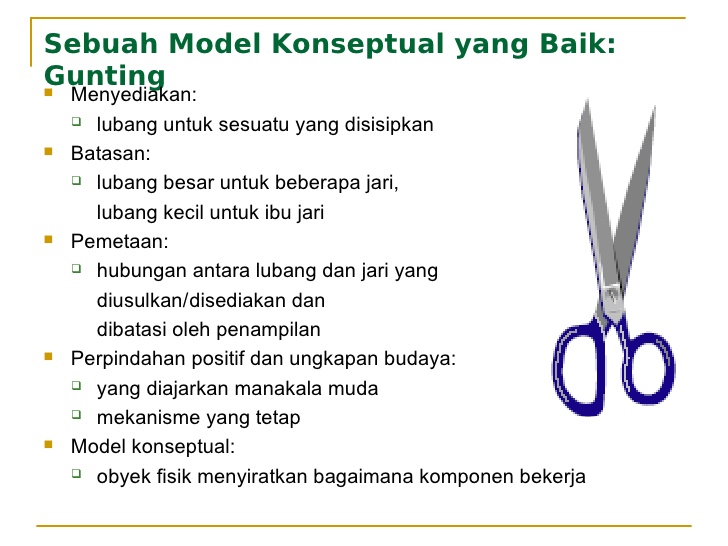 Sebuah Model Konseptual yang Baik:
Gunting
Menyediakan:
lubang untuk sesuatu yang disisipkan
Batasan:
lubang besar untuk beberapa jari,
lubang kecil untuk ibu jari
Pemetaan:
hubungan antara lubang dan jari yang
diusulkan/disediakan dan
dibatasi oleh penampilan
Perpindahan positif dan ungkapan budaya:
yang diajarkan manakala muda
mekanisme yang tetap
Model konseptual:
obyek fisik menyiratkan bagaimana komponen bekerja